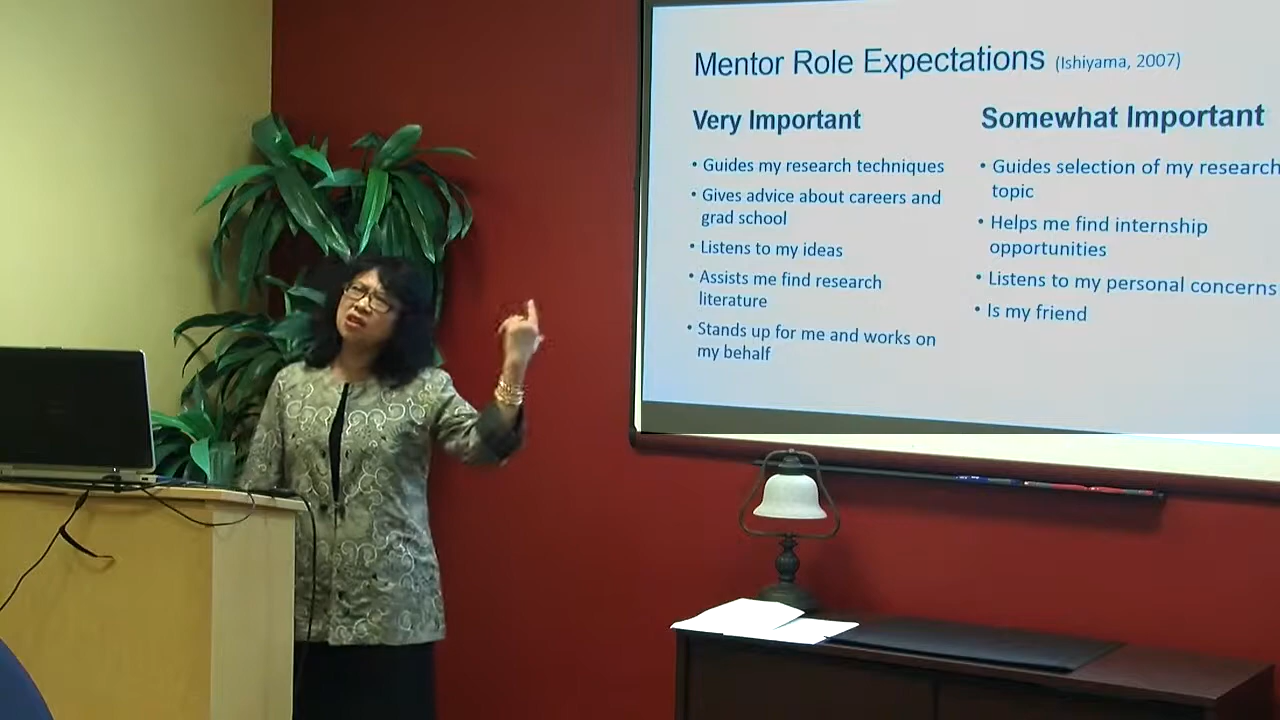 Mentor Role Expectations (Ishiyama, 2007)
Very Important
• Guides my research techniques
• Gives advice about careers and
grad school
• Listens to my ideas
• Assists me find research
literature
• Stands up for me and works on
my behalf
Somewhat Important
• Guides selection of my research
topic
• Helps me find internship
opportunities
• Listens to my personal concerns
• Is my friend